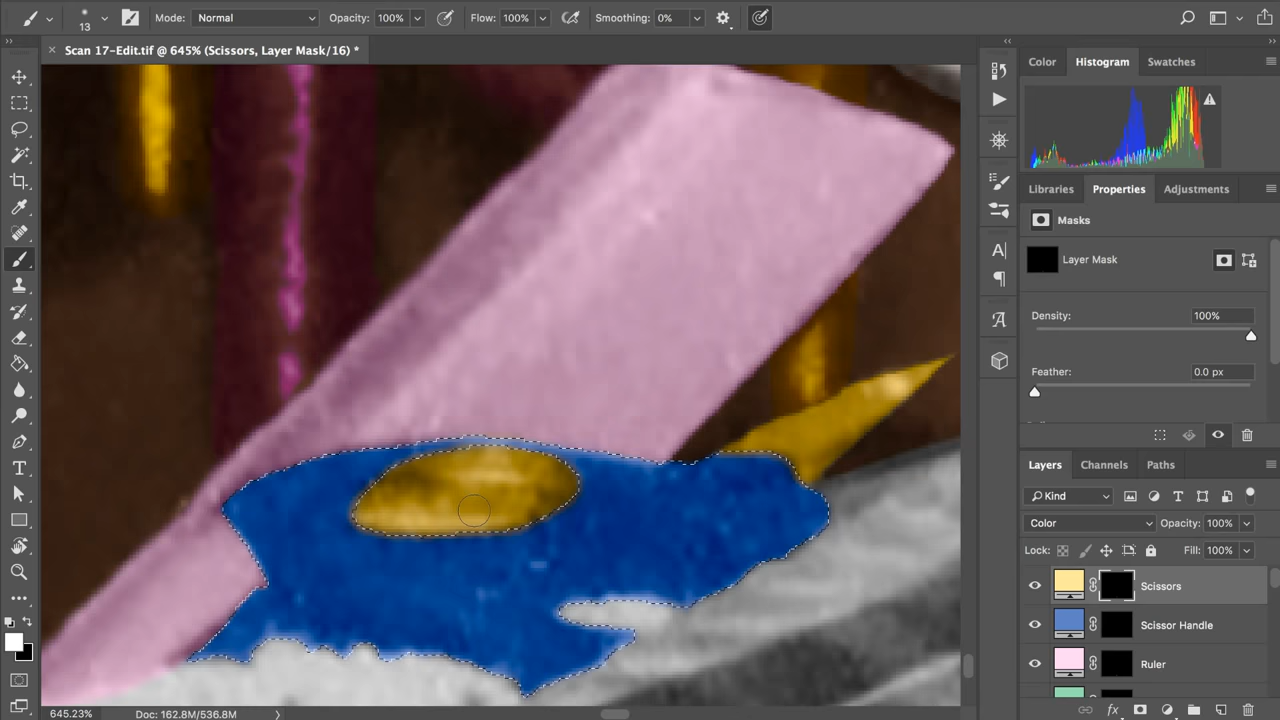 13
Mode: Normal
Opacity: 100%
Flow: 100%
Smoothing: 0%
Scan 17-Edit.tif @ 645% (Scissors, Layer Mask/16) *
Color
Histogram
Swatches
Libraries
Properties
Adjustments
Masks
Layer Mask
Density: 100%
Feather: 0.0 px
Layers
Channels
Paths
Kind
Color
Opacity: 100%
Lock:
Fill: 100%
Scissors
Scissor Handle
Ruler
fx
645.23%
Doc: 162.8M/536.8M